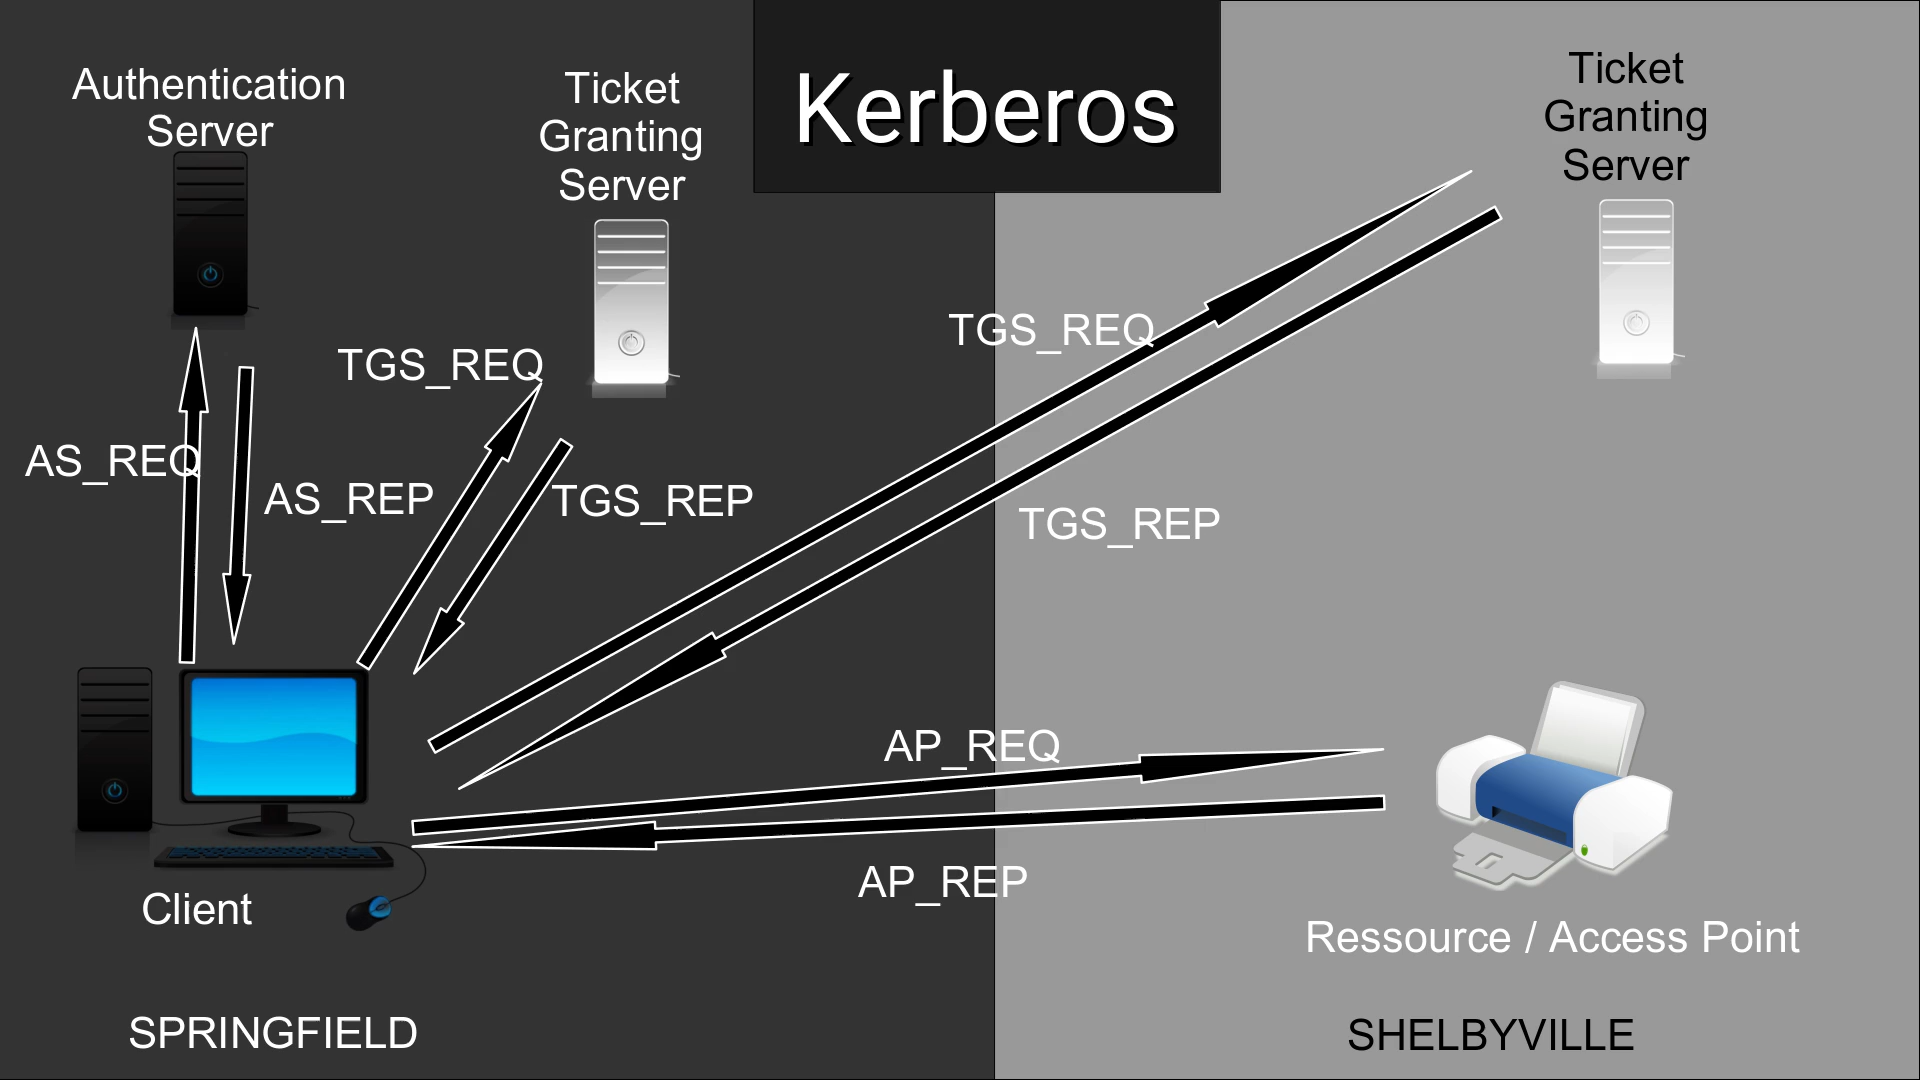 Kerberos
Authentication
Server
Ticket
Granting
Server
Ticket
Granting
Server
TGS_REQ
TGS_REQ
AS_REQ
AS_REP
TGS_REP
TGS_REP
AP_REQ
AP_REP
Client
Ressource / Access Point
SPRINGFIELD
SHELBYVILLE